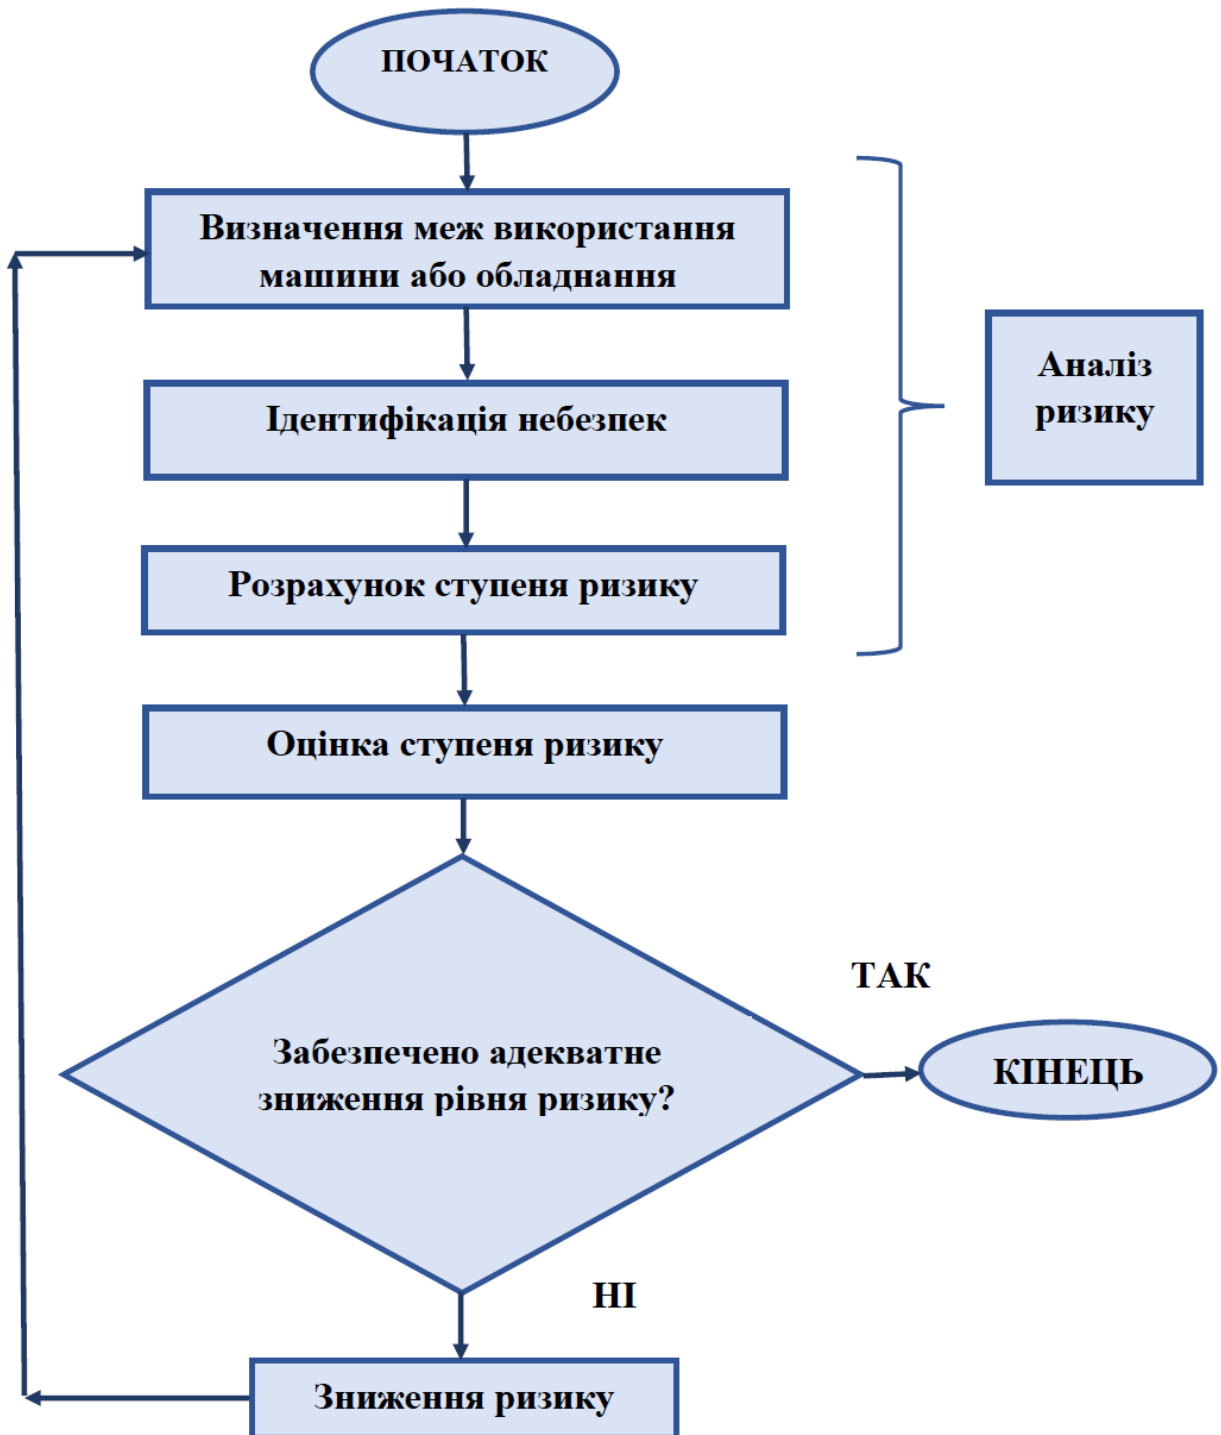 ПОЧАТОК
Визначення меж використання
машини або обладнання
Ідентифікація небезпек
Аналіз
ризику
Розрахунок ступеня ризику
Оцінка ступеня ризику
Забезпечено адекватне
зниження рівня ризику?
ТАК
КІНЕЦЬ
НІ
Зниження ризику